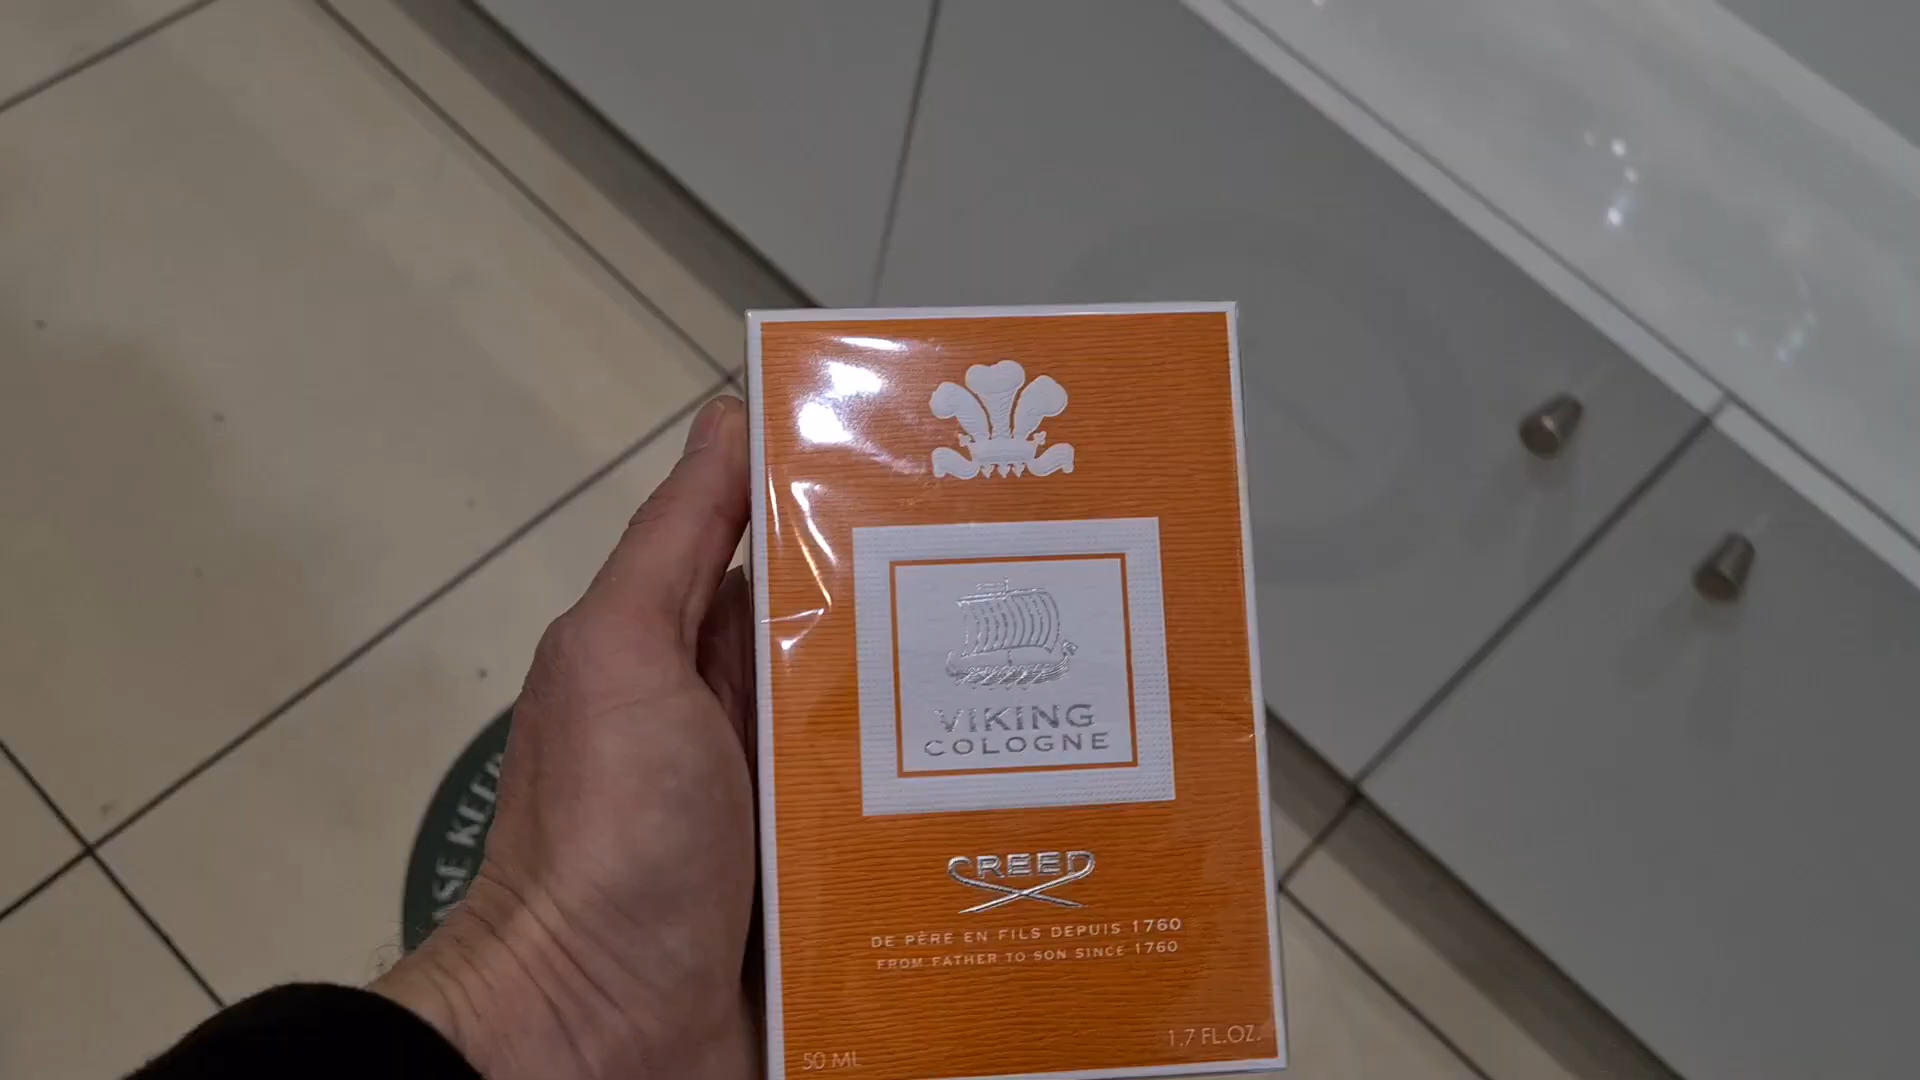 VIKING
COLOGNE
CREED
DE PÈRE EN FILS DEPUIS 1760
FROM FATHER TO SON SINCE 1760
50 ML
1.7 FL.OZ.
KEEP